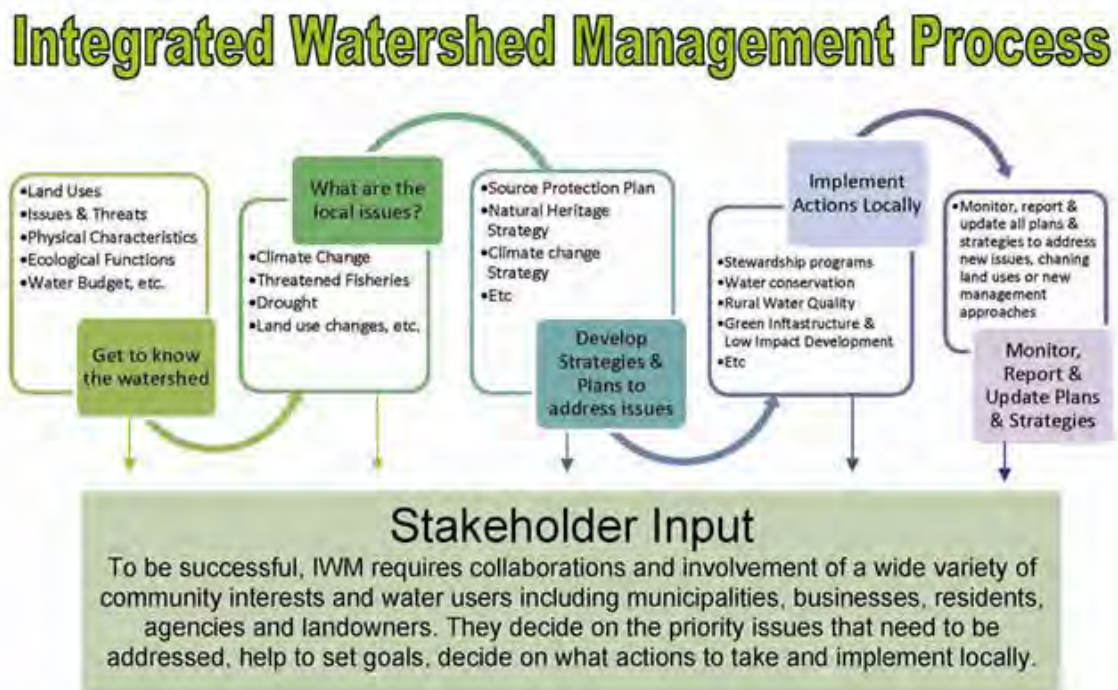 Integrated Watershed Management Process
•Land Uses
•Issues & Threats
•Physical Characteristics
•Ecological Functions
•Water Budget, etc.
Get to know
the watershed
What are the
local issues?
•Climate Change
•Threatened Fisheries
•Drought
•Land use changes, etc.
•Source Protection Plan
•Natural Heritage
Strategy
•Climate change
Strategy
•Etc
Develop
Strategies &
Plans to
address issues
Implement
Actions Locally
•Stewardship programs
•Water conservation
•Rural Water Quality
•Green Inftastructure &
Low Impact Development
•Etc
•Monitor, report &
update all plans &
strategies to address
new issues, chaning
land uses or new
management
approaches
Monitor,
Report &
Update Plans
& Strategies
Stakeholder Input
To be successful, IWM requires collaborations and involvement of a wide variety of
community interests and water users including municipalities, businesses, residents,
agencies and landowners. They decide on the priority issues that need to be
addressed, help to set goals, decide on what actions to take and implement locally.